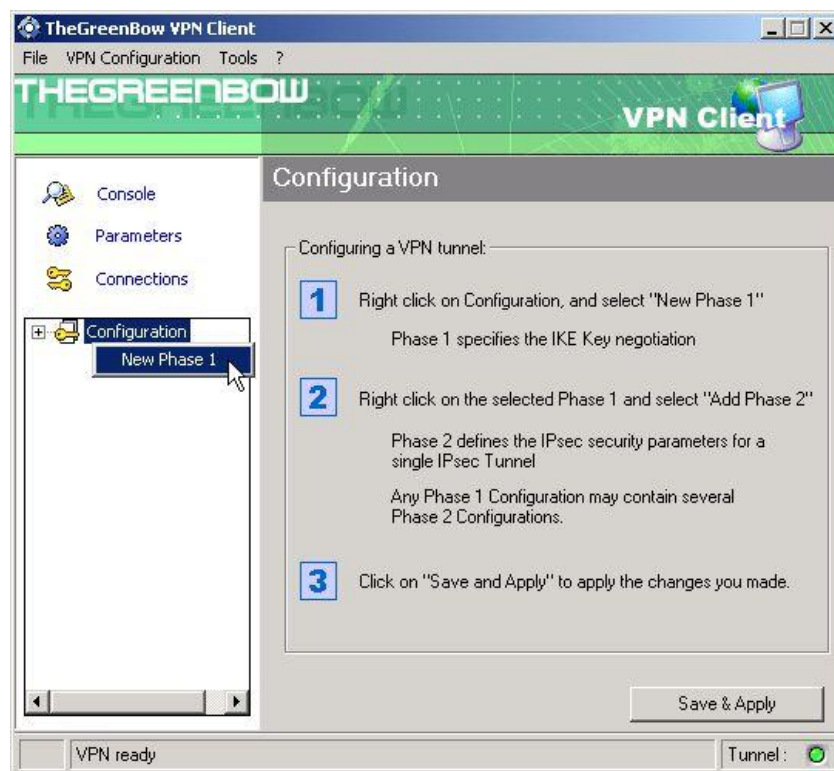 TheGreenBow VPN Client
File VPN Configuration Tools ?
THEGREENBOW
VPN Client
Console
Parameters
Connections
Configuration
New Phase 1
Configuration
Configuring a VPN tunnel:
1 Right click on Configuration, and select "New Phase 1"
Phase 1 specifies the IKE Key negotiation
2 Right click on the selected Phase 1 and select "Add Phase 2"
Phase 2 defines the IPsec security parameters for a
single IPsec Tunnel
Any Phase 1 Configuration may contain several
Phase 2 Configurations.
3 Click on "Save and Apply" to apply the changes you made.
Save & Apply
VPN ready
Tunnel: